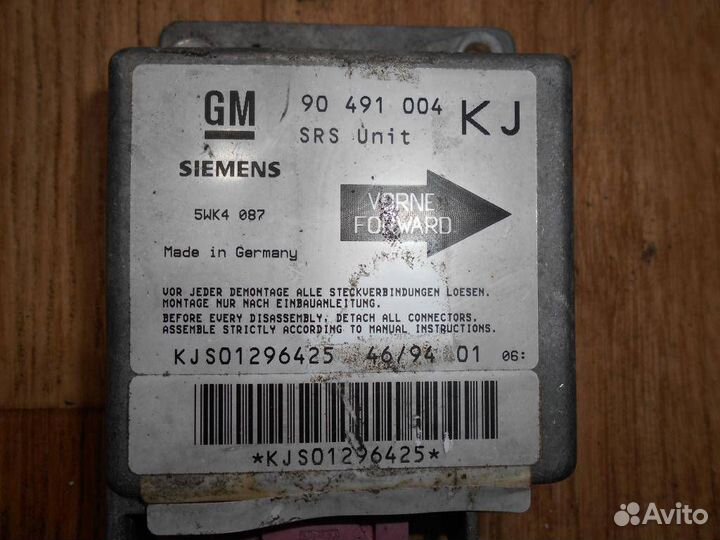 GM
90 491 004
KJ
SRS Unit
SIEMENS
VORNE
FORWARD
5WK4 087
Made in Germany
VOR JEDER DEMONTAGE ALLE STECKVERBINDUNGEN LOESEN.
MONTAGE NUR NACH EINBAUANLEITUNG.
BEFORE EVERY DISASSEMBLY, DETACH ALL CONNECTORS.
ASSEMBLE STRICTLY ACCORDING TO MANUAL INSTRUCTIONS.
KJS01296425 46/94 01 06:
*KJS01296425*
Avito